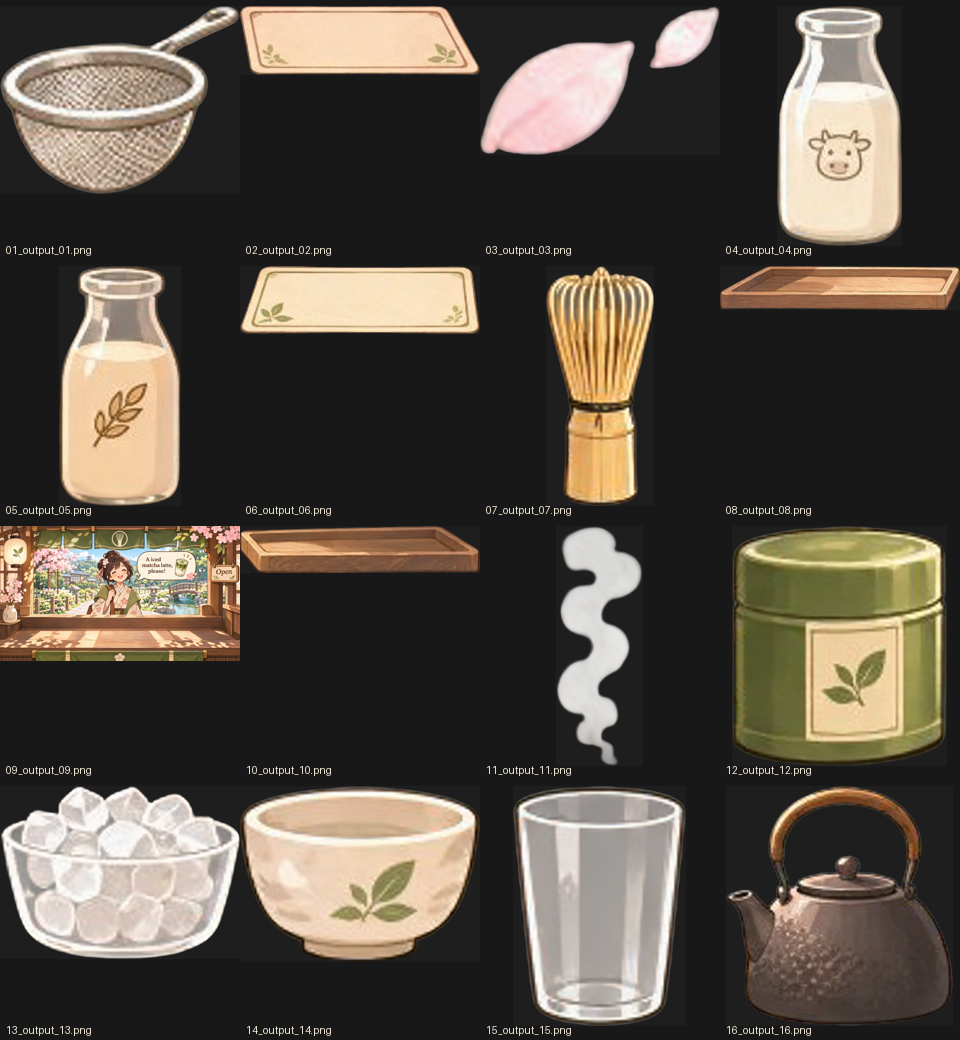 01_output_01.png
02_output_02.png
03_output_03.png
04_output_04.png
05_output_05.png
06_output_06.png
07_output_07.png
08_output_08.png
A iced
matcha latte,
please!
Open
09_output_09.png
10_output_10.png
11_output_11.png
12_output_12.png
13_output_13.png
14_output_14.png
15_output_15.png
16_output_16.png